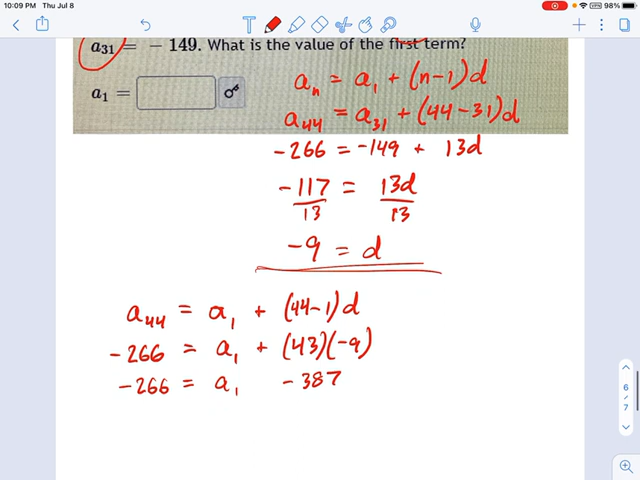 10:09 PM Thu Jul 8
98%
a₃₁ = − 149. What is the value of the first term?
a₁ =
aₙ = a₁ + (n−1)d
a₄₄ = a₃₁ + (44−31)d
-266 = -149 + 13d
-117 = 13d
13 13
-9 = d
a₄₄ = a₁ + (44−1)d
-266 = a₁ + (43)(-9)
-266 = a₁ -387
6/7